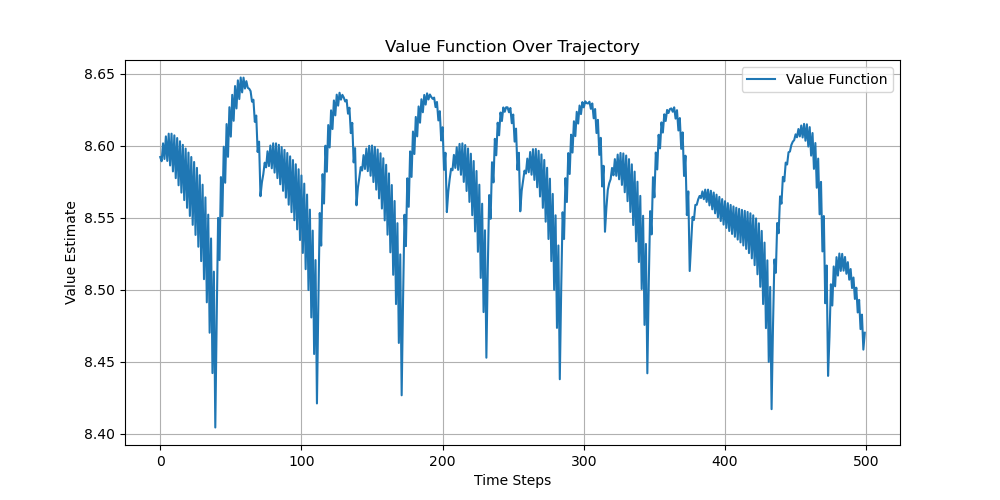 Value Function Over Trajectory
Value Function
Value Estimate
8.65
8.60
8.55
8.50
8.45
8.40
0 100 200 300 400 500
Time Steps